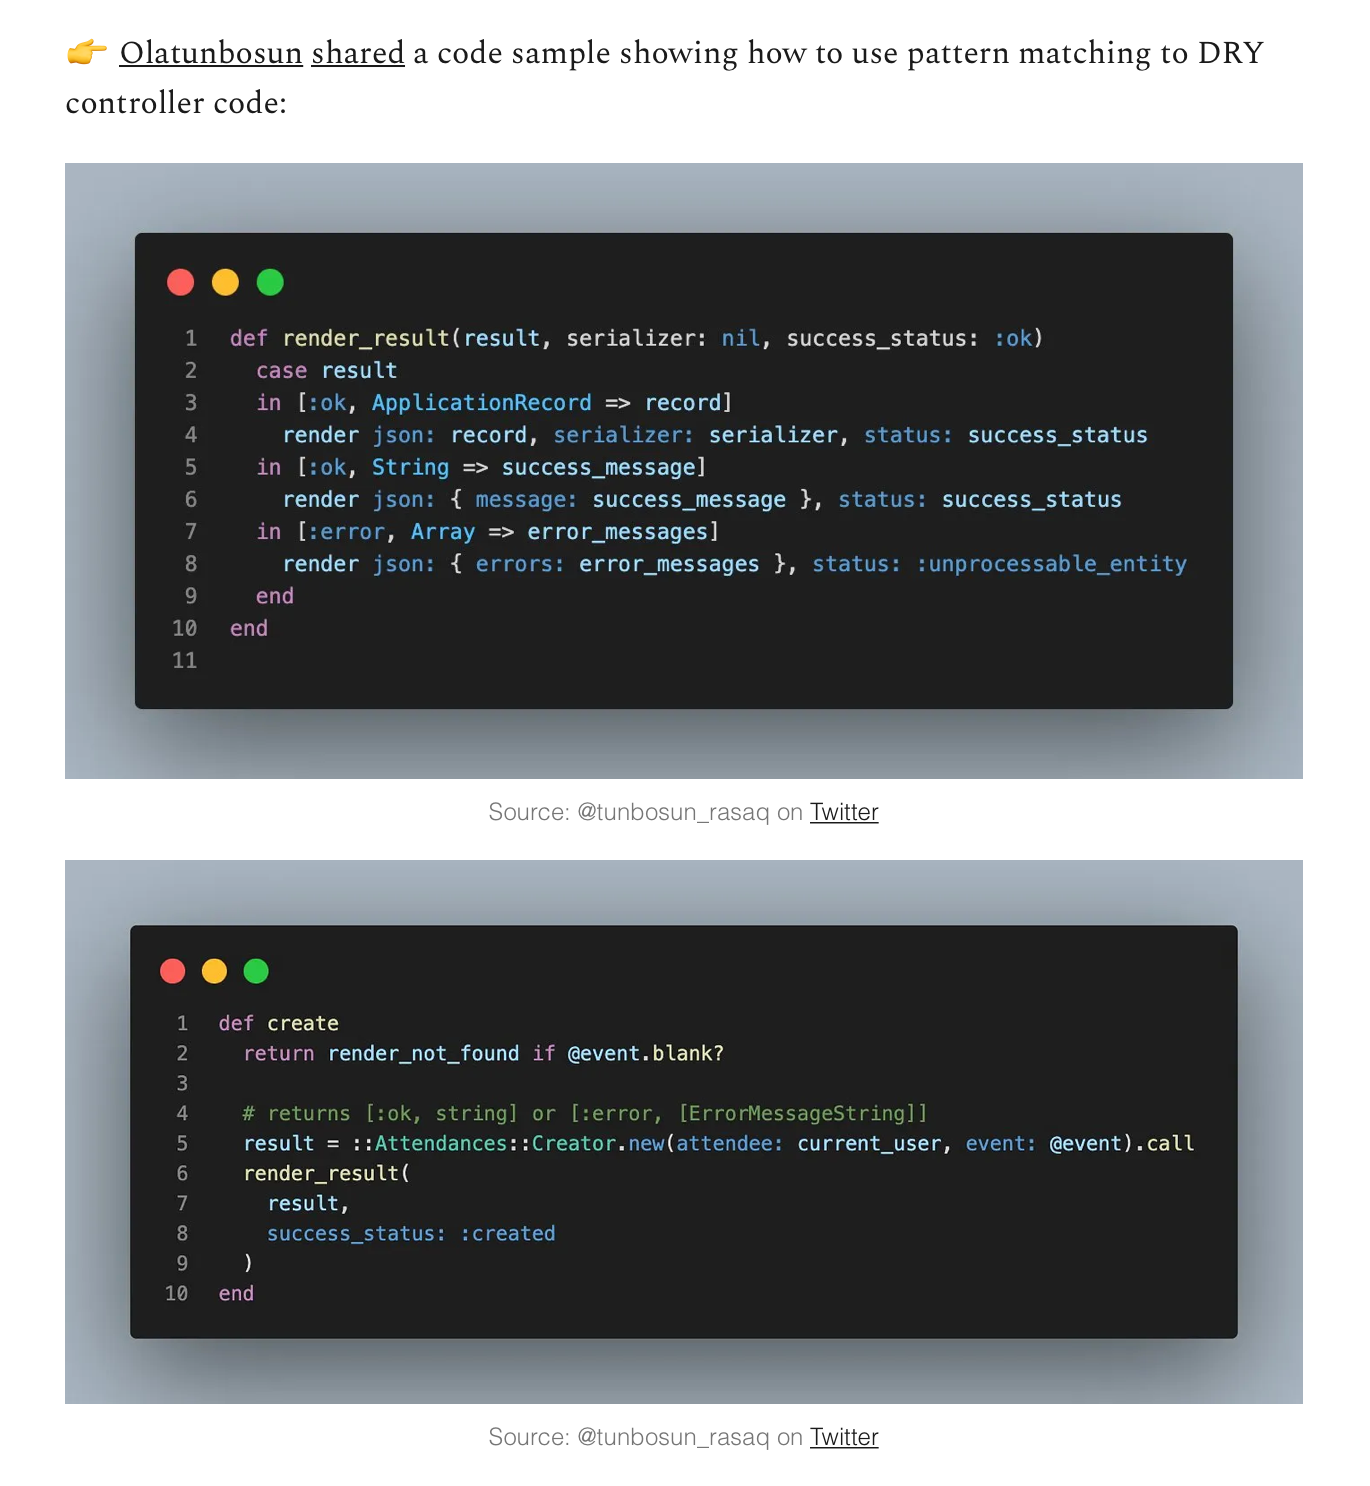 👉 Olatunbosun shared a code sample showing how to use pattern matching to DRY
controller code:
1 def render_result(result, serializer: nil, success_status: :ok)
2   case result
3   in [:ok, ApplicationRecord => record]
4     render json: record, serializer: serializer, status: success_status
5   in [:ok, String => success_message]
6     render json: { message: success_message }, status: success_status
7   in [:error, Array => error_messages]
8     render json: { errors: error_messages }, status: :unprocessable_entity
9   end
10 end
11
Source: @tunbosun_rasaq on Twitter
1 def create
2   return render_not_found if @event.blank?
3
4   # returns [:ok, string] or [:error, [ErrorMessageString]]
5   result = ::Attendances::Creator.new(attendee: current_user, event: @event).call
6   render_result(
7     result,
8     success_status: :created
9   )
10 end
Source: @tunbosun_rasaq on Twitter